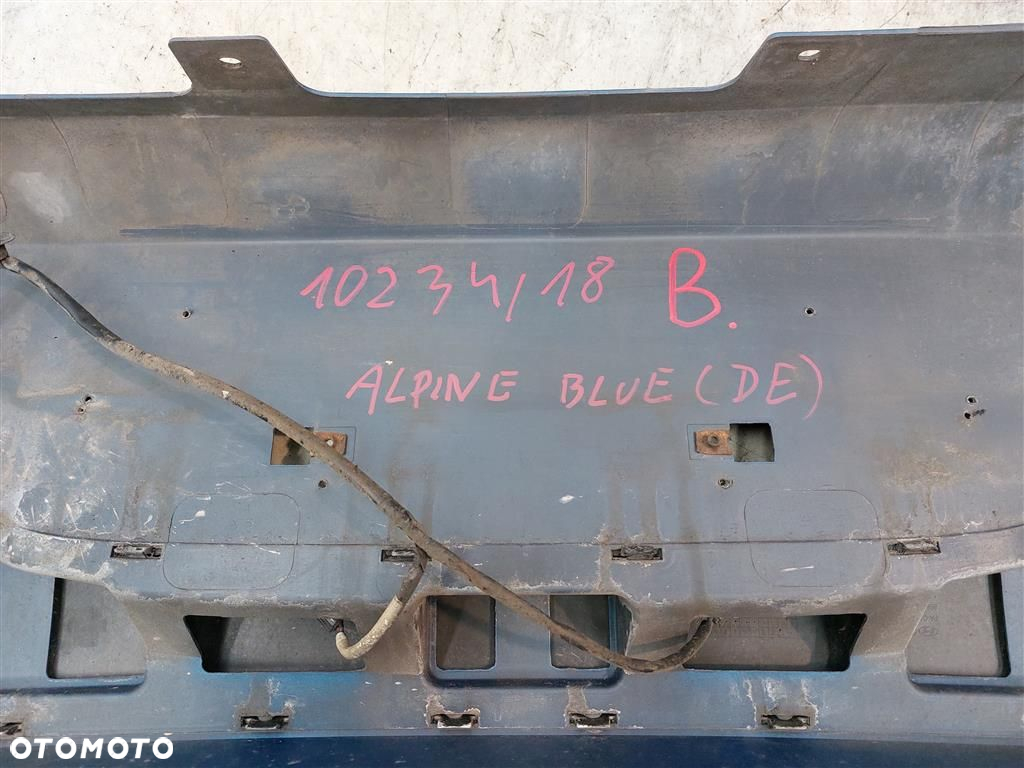 10234/18 B.
ALPINE BLUE (DE)
OTOMOTO